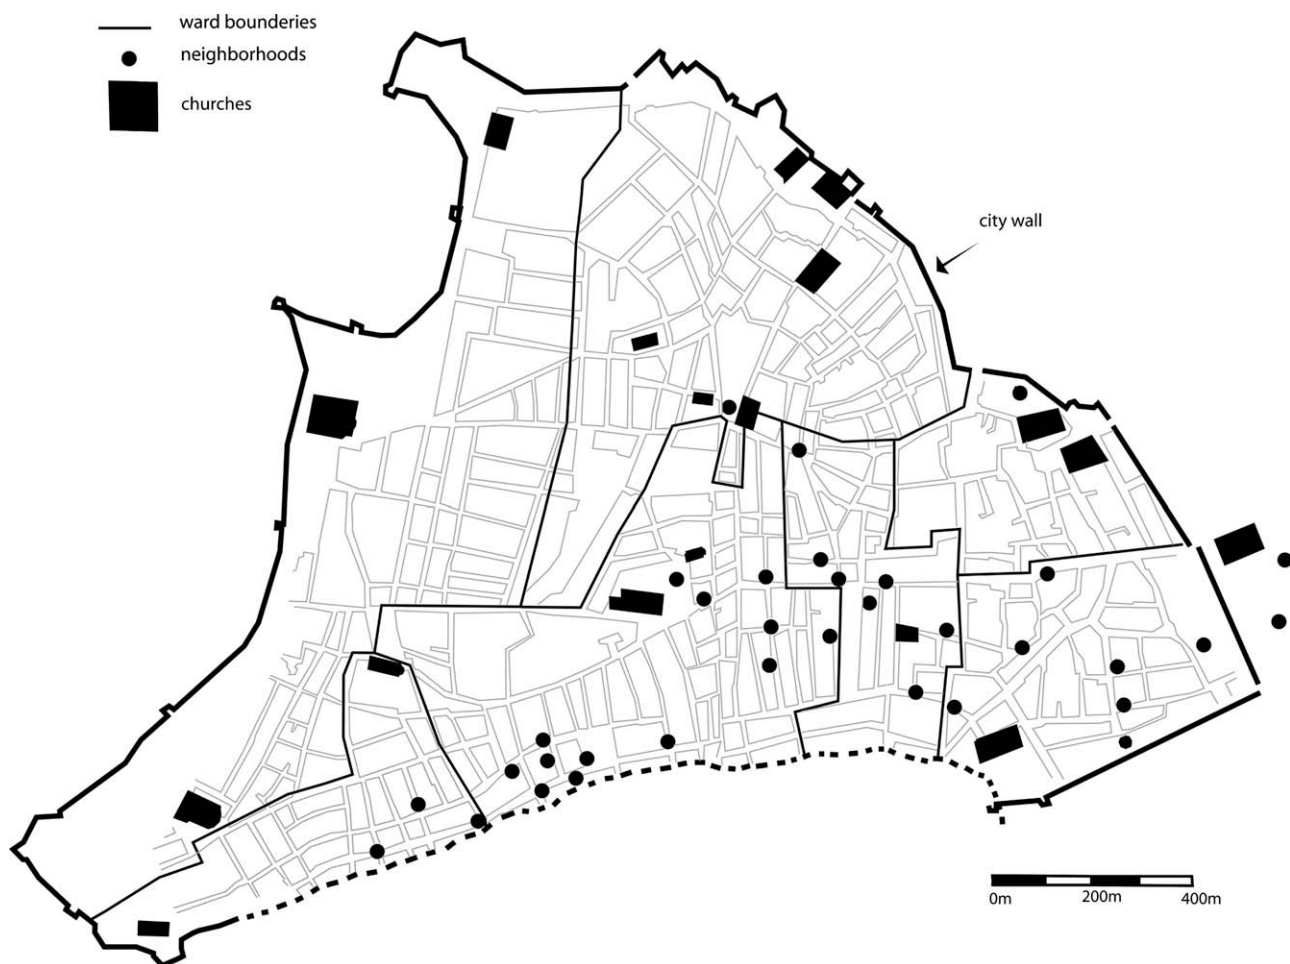 ward bounderies
neighborhoods
churches
city wall
0m 200m 400m